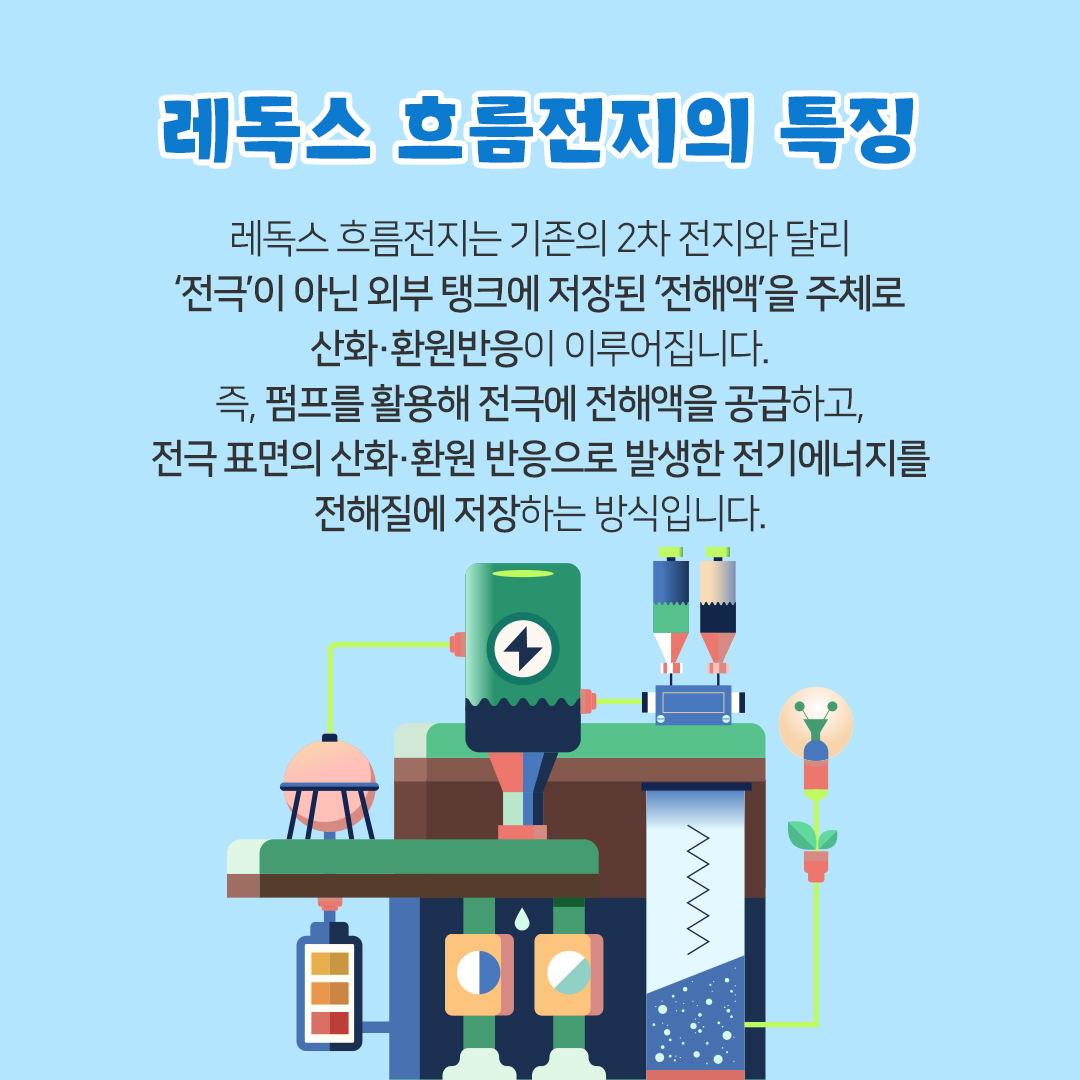 레독스 흐름전지의 특징
레독스 흐름전지는 기존의 2차 전지와 달리
‘전극’이 아닌 외부 탱크에 저장된 ‘전해액’을 주체로
산화·환원반응이 이루어집니다.
즉, 펌프를 활용해 전극에 전해액을 공급하고,
전극 표면의 산화·환원 반응으로 발생한 전기에너지를
전해질에 저장하는 방식입니다.